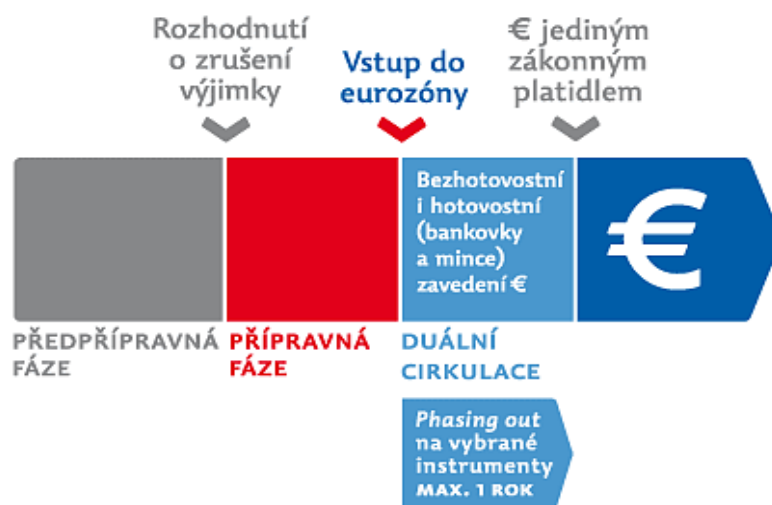 Rozhodnutí
o zrušení
výjimky
Vstup do
eurozóny
€ jediným
zákonným
platidlem
Bezhotovostní
i hotovostní
(bankovky
a mince)
zavedení €
€
PŘEDPŘÍPRAVNÁ
FÁZE
PŘÍPRAVNÁ
FÁZE
DUÁLNÍ
CIRKULACE
Phasing out
na vybrané
instrumenty
MAX. 1 ROK